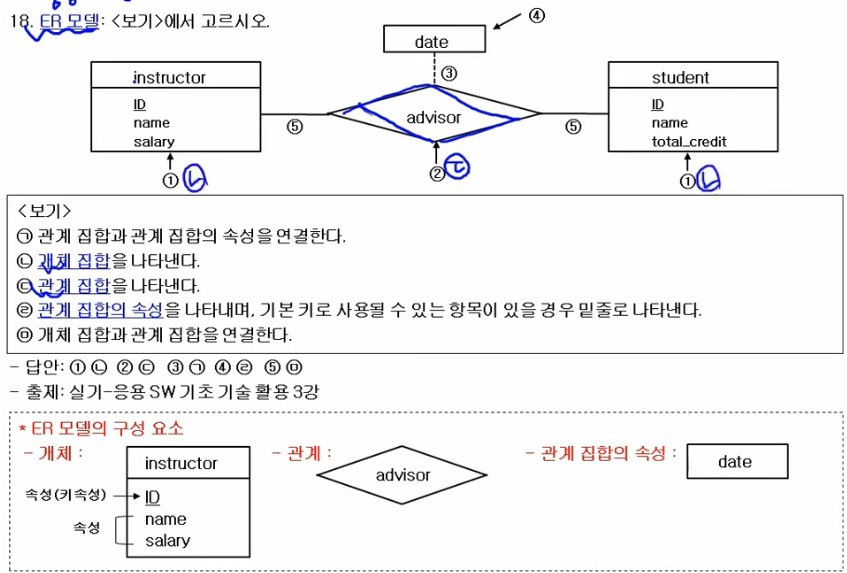 18. ER 모델: <보기>에서 고르시오.
④
date
③
instructor
ID
name
salary
advisor
student
ID
name
total_credit
⑤
⑤
① ㄴ
② ㄷ
① ㄴ
<보기>
㉠ 관계 집합과 관계 집합의 속성을 연결한다.
㉡ 개체 집합을 나타낸다.
㉢ 관계 집합을 나타낸다.
㉣ 관계 집합의 속성을 나타내며, 기본 키로 사용될 수 있는 항목이 있을 경우 밑줄로 나타낸다.
㉤ 개체 집합과 관계 집합을 연결한다.
- 답안: ①㉡ ②㉢ ③㉠ ④㉣ ⑤㉤
- 출제: 실기-응용 SW 기초 기술 활용 3강
* ER 모델의 구성 요소
- 개체 :
instructor
속성(키속성)
ID
name
salary
속성
- 관계 :
advisor
- 관계 집합의 속성 :
date